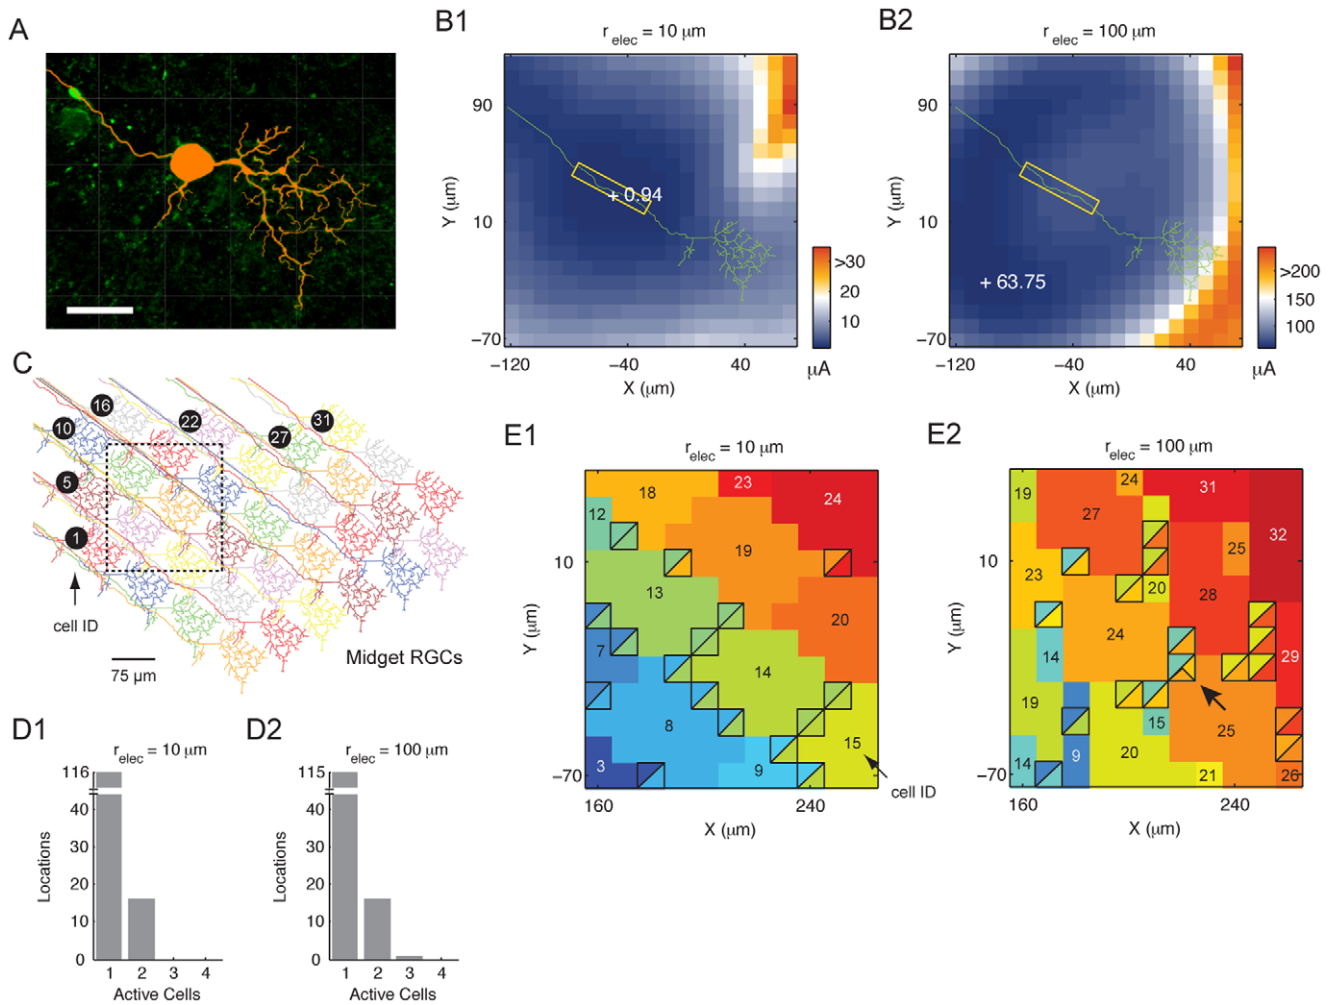 A
B1
r elec = 10 μm
90
10
−70
Y (μm)
−120
−40
40
X (μm)
+ 0.94
>30
20
10
μA
B2
r elec = 100 μm
90
10
−70
Y (μm)
−120
−40
40
X (μm)
+ 63.75
>200
150
100
μA
C
16
22
31
10
27
5
1
cell ID
75 μm
Midget RGCs
D1
r elec = 10 μm
116
40
30
20
10
0
Locations
1 2 3 4
Active Cells
D2
r elec = 100 μm
115
40
30
20
10
0
Locations
1 2 3 4
Active Cells
E1
r elec = 10 μm
18
23
24
12
19
13
20
7
14
8
15
3
9
10
−70
Y (μm)
160
240
X (μm)
cell ID
E2
r elec = 100 μm
19
24
31
27
32
25
23
20
28
24
14
29
19
15
25
20
14
9
21
26
10
−70
Y (μm)
160
240
X (μm)